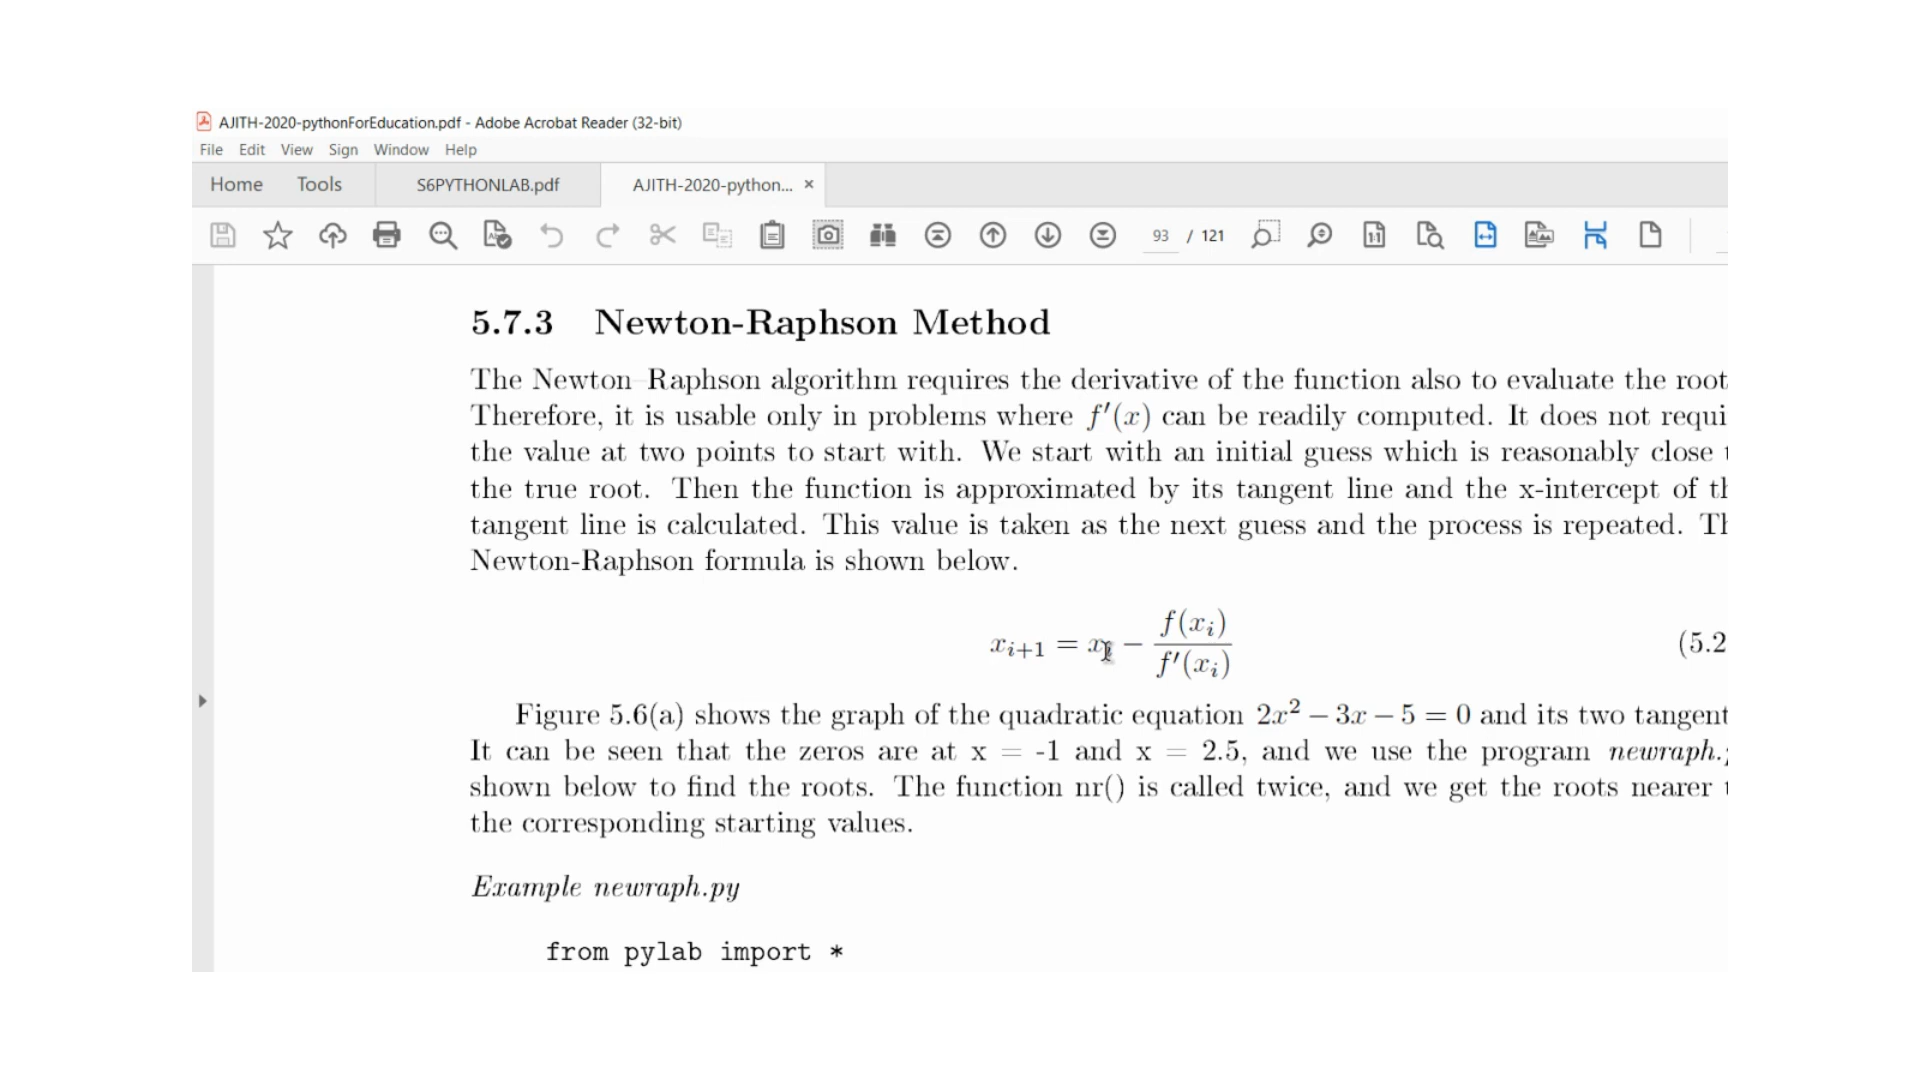 AJITH-2020-pythonForEducation.pdf - Adobe Acrobat Reader (32-bit)
File Edit View Sign Window Help
Home Tools S6PYTHONLAB.pdf AJITH-2020-python... ×
93 / 121
5.7.3 Newton-Raphson Method
The Newton Raphson algorithm requires the derivative of the function also to evaluate the root
Therefore, it is usable only in problems where f′(x) can be readily computed. It does not requi
the value at two points to start with. We start with an initial guess which is reasonably close
the true root. Then the function is approximated by its tangent line and the x-intercept of
tangent line is calculated. This value is taken as the next guess and the process is repeated.
Newton-Raphson formula is shown below.
xᵢ₊₁ = xᵢ − f(xᵢ) / f′(xᵢ) (5.2
Figure 5.6(a) shows the graph of the quadratic equation 2x² − 3x − 5 = 0 and its two tangent
It can be seen that the zeros are at x = -1 and x = 2.5, and we use the program newraph.
shown below to find the roots. The function nr() is called twice, and we get the roots nearer
the corresponding starting values.
Example newraph.py
from pylab import *